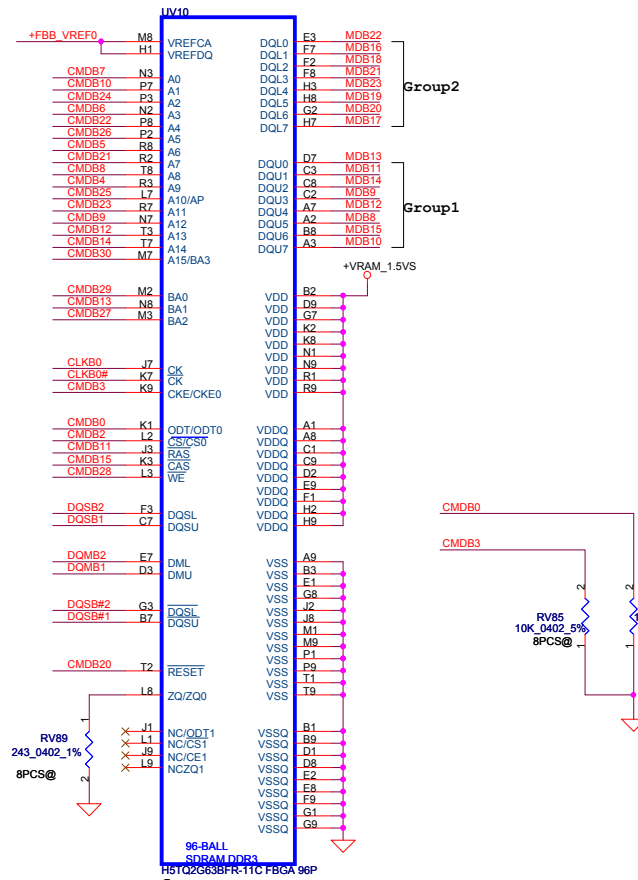 UV10
+FBB_VREF0 M8 VREFCA DQL0 E3 MDB22
H1 VREFDQ DQL1 F7 MDB16
DQL2 F2 MDB18
CMDB7 N3 A0 DQL3 F8 MDB21
CMDB10 P7 A1 DQL4 H3 MDB23 Group2
CMDB24 P3 A2 DQL5 H8 MDB19
CMDB6 N2 A3 DQL6 G2 MDB20
CMDB22 P8 A4 DQL7 H7 MDB17
CMDB26 P2 A5
CMDB5 R8 A6
CMDB21 R2 A7 DQU0 D7 MDB13
CMDB8 T8 A8 DQU1 C3 MDB11
CMDB4 R3 A9 DQU2 C8 MDB14
CMDB25 L7 A10/AP DQU3 C2 MDB9
CMDB23 R7 A11 DQU4 A7 MDB12 Group1
CMDB9 N7 A12 DQU5 A2 MDB8
CMDB12 T3 A13 DQU6 B8 MDB15
CMDB14 T7 A14 DQU7 A3 MDB10
CMDB30 M7 A15/BA3
+VRAM_1.5VS
CMDB29 M2 BA0 VDD B2
CMDB13 N8 BA1 VDD D9
CMDB27 M3 BA2 VDD G7
VDD K2
VDD K8
VDD N1
CLKB0 J7 CK VDD N9
CLKB0# K7 CK VDD R1
CMDB3 K9 CKE/CKE0 VDD R9
CMDB0 K1 ODT/ODT0 VDDQ A1
CMDB2 L2 CS/CS0 VDDQ A8
CMDB11 J3 RAS VDDQ C1
CMDB15 K3 CAS VDDQ C9
CMDB28 L3 WE VDDQ D2
VDDQ E9
VDDQ F1
DQSB2 F3 DQSL VDDQ H2 CMDB0
DQSB1 C7 DQSU VDDQ H9
CMDB3
DQMB2 E7 DML VSS A9
DQMB1 D3 DMU VSS B3
VSS E1
VSS G8 2 2
DQSB#2 G3 DQSL VSS J2
DQSB#1 B7 DQSU VSS J8 RV85 1
VSS M1 10K_0402_5%
VSS M9 8PCS@
VSS P1 1 1
CMDB20 T2 RESET VSS P9
VSS T1
L8 ZQ/ZQ0 VSS T9
1
J1 NC/ODT1 VSSQ B1
RV89 L1 NC/CS1 VSSQ B9
243_0402_1% J9 NC/CE1 VSSQ D1
L9 NCZQ1 VSSQ D8
8PCS@ 2 VSSQ E2
VSSQ E8
VSSQ F9
VSSQ G1
VSSQ G9
96-BALL
SDRAM DDR3
H5TQ2G63BFR-11C FBGA 96P